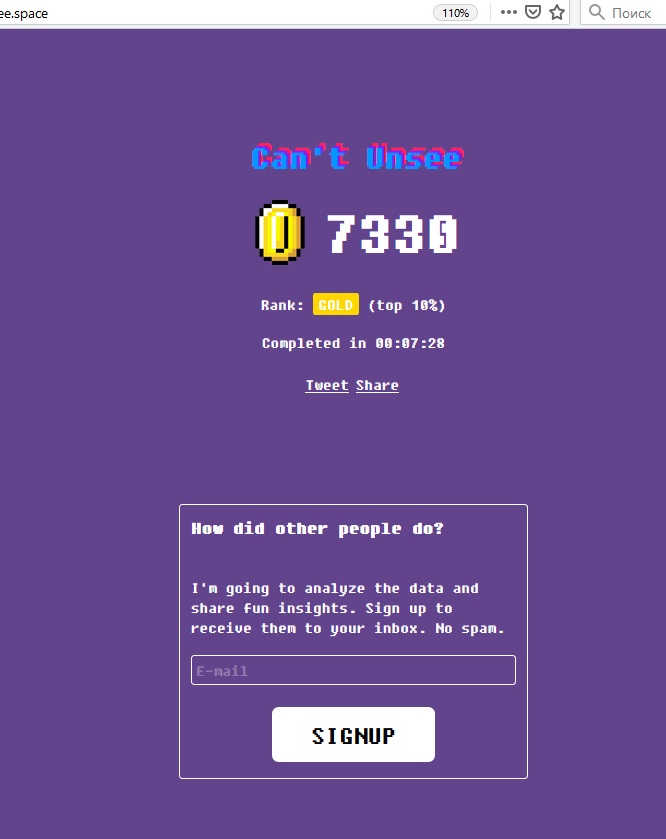 ee.space
110%
Поиск
Can't Unsee
7330
Rank: GOLD (top 10%)
Completed in 00:07:28
Tweet Share
How did other people do?
I'm going to analyze the data and
share fun insights. Sign up to
receive them to your inbox. No spam.
E-mail
SIGNUP